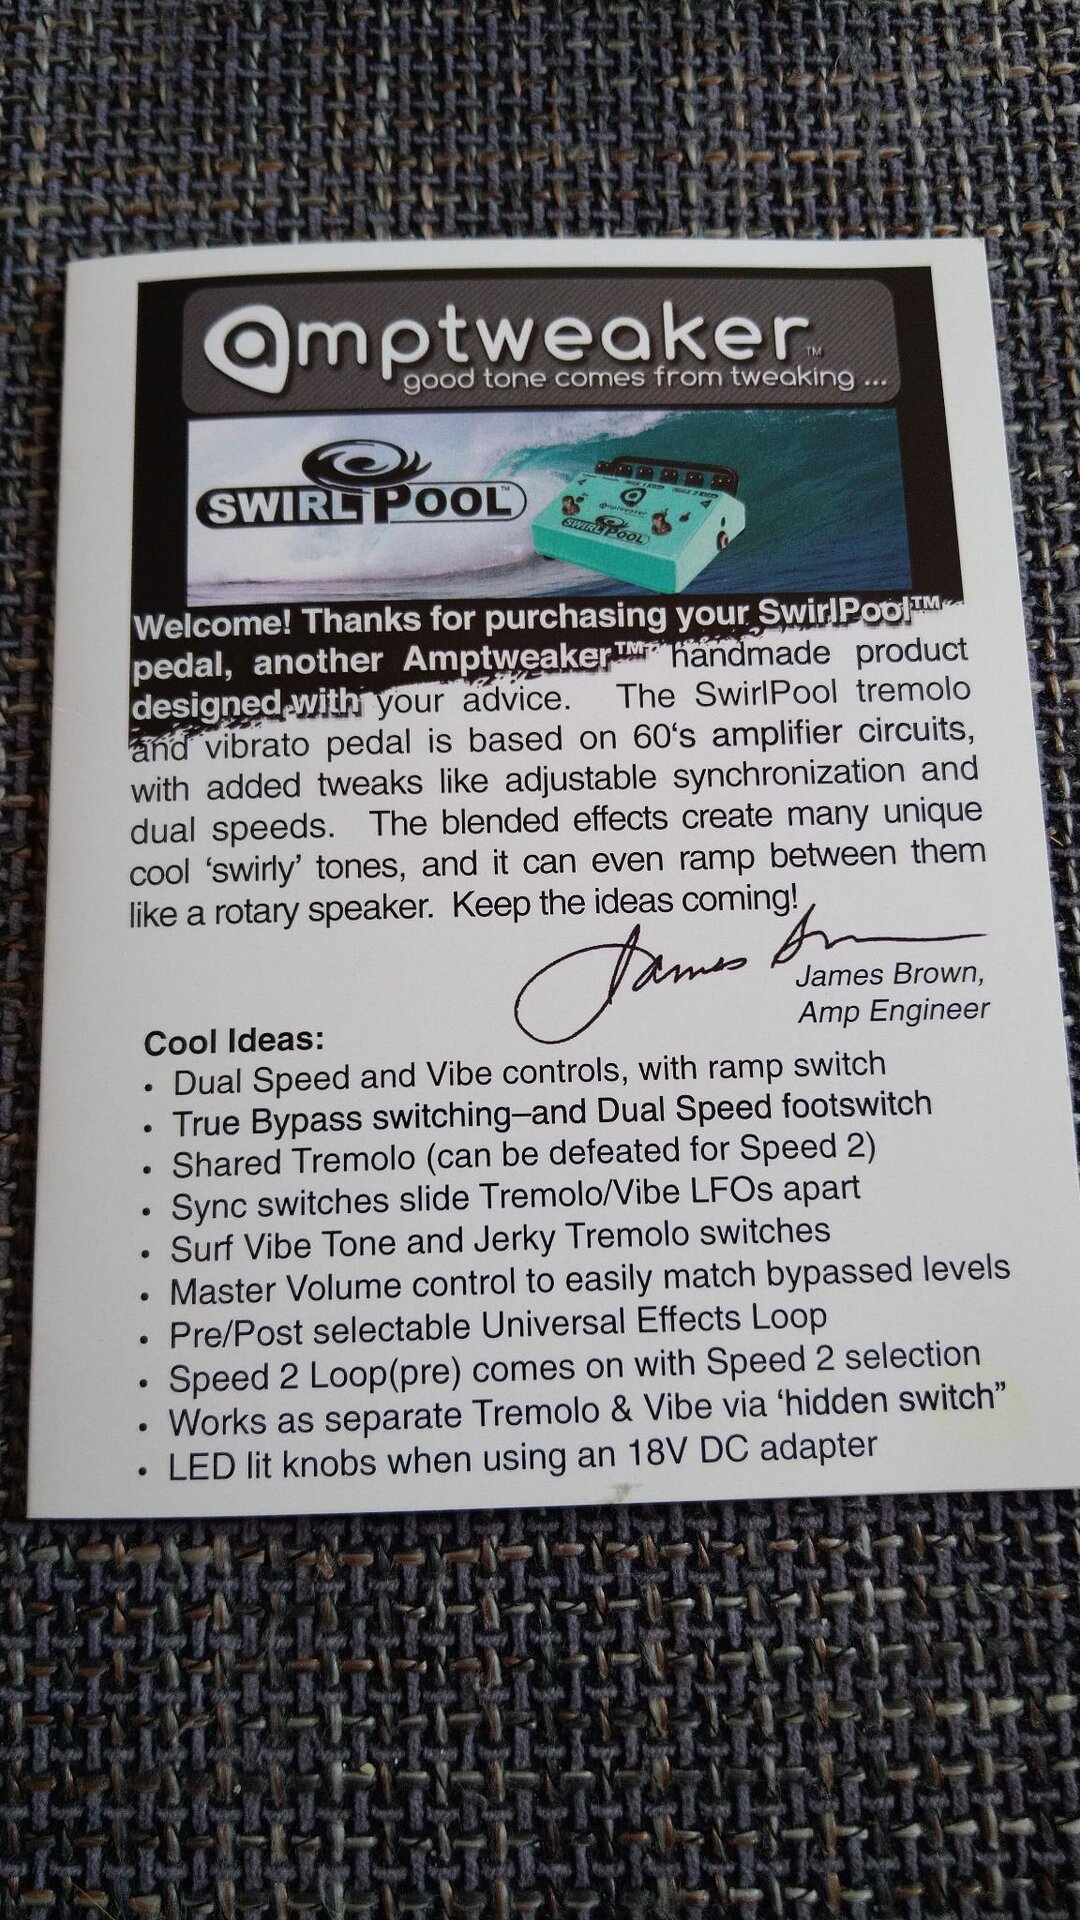 amptweaker™
good tone comes from tweaking ...
SWIRL POOL™
amptweaker
SWIRL POOL
Welcome! Thanks for purchasing your SwirlPool™
pedal, another Amptweaker™ handmade product
designed with your advice. The SwirlPool tremolo
and vibrato pedal is based on 60‘s amplifier circuits,
with added tweaks like adjustable synchronization and
dual speeds. The blended effects create many unique
cool ‘swirly’ tones, and it can even ramp between them
like a rotary speaker. Keep the ideas coming!
James Brown
James Brown,
Amp Engineer
Cool Ideas:
• Dual Speed and Vibe controls, with ramp switch
• True Bypass switching–and Dual Speed footswitch
• Shared Tremolo (can be defeated for Speed 2)
• Sync switches slide Tremolo/Vibe LFOs apart
• Surf Vibe Tone and Jerky Tremolo switches
• Master Volume control to easily match bypassed levels
• Pre/Post selectable Universal Effects Loop
• Speed 2 Loop(pre) comes on with Speed 2 selection
• Works as separate Tremolo & Vibe via ‘hidden switch”
• LED lit knobs when using an 18V DC adapter